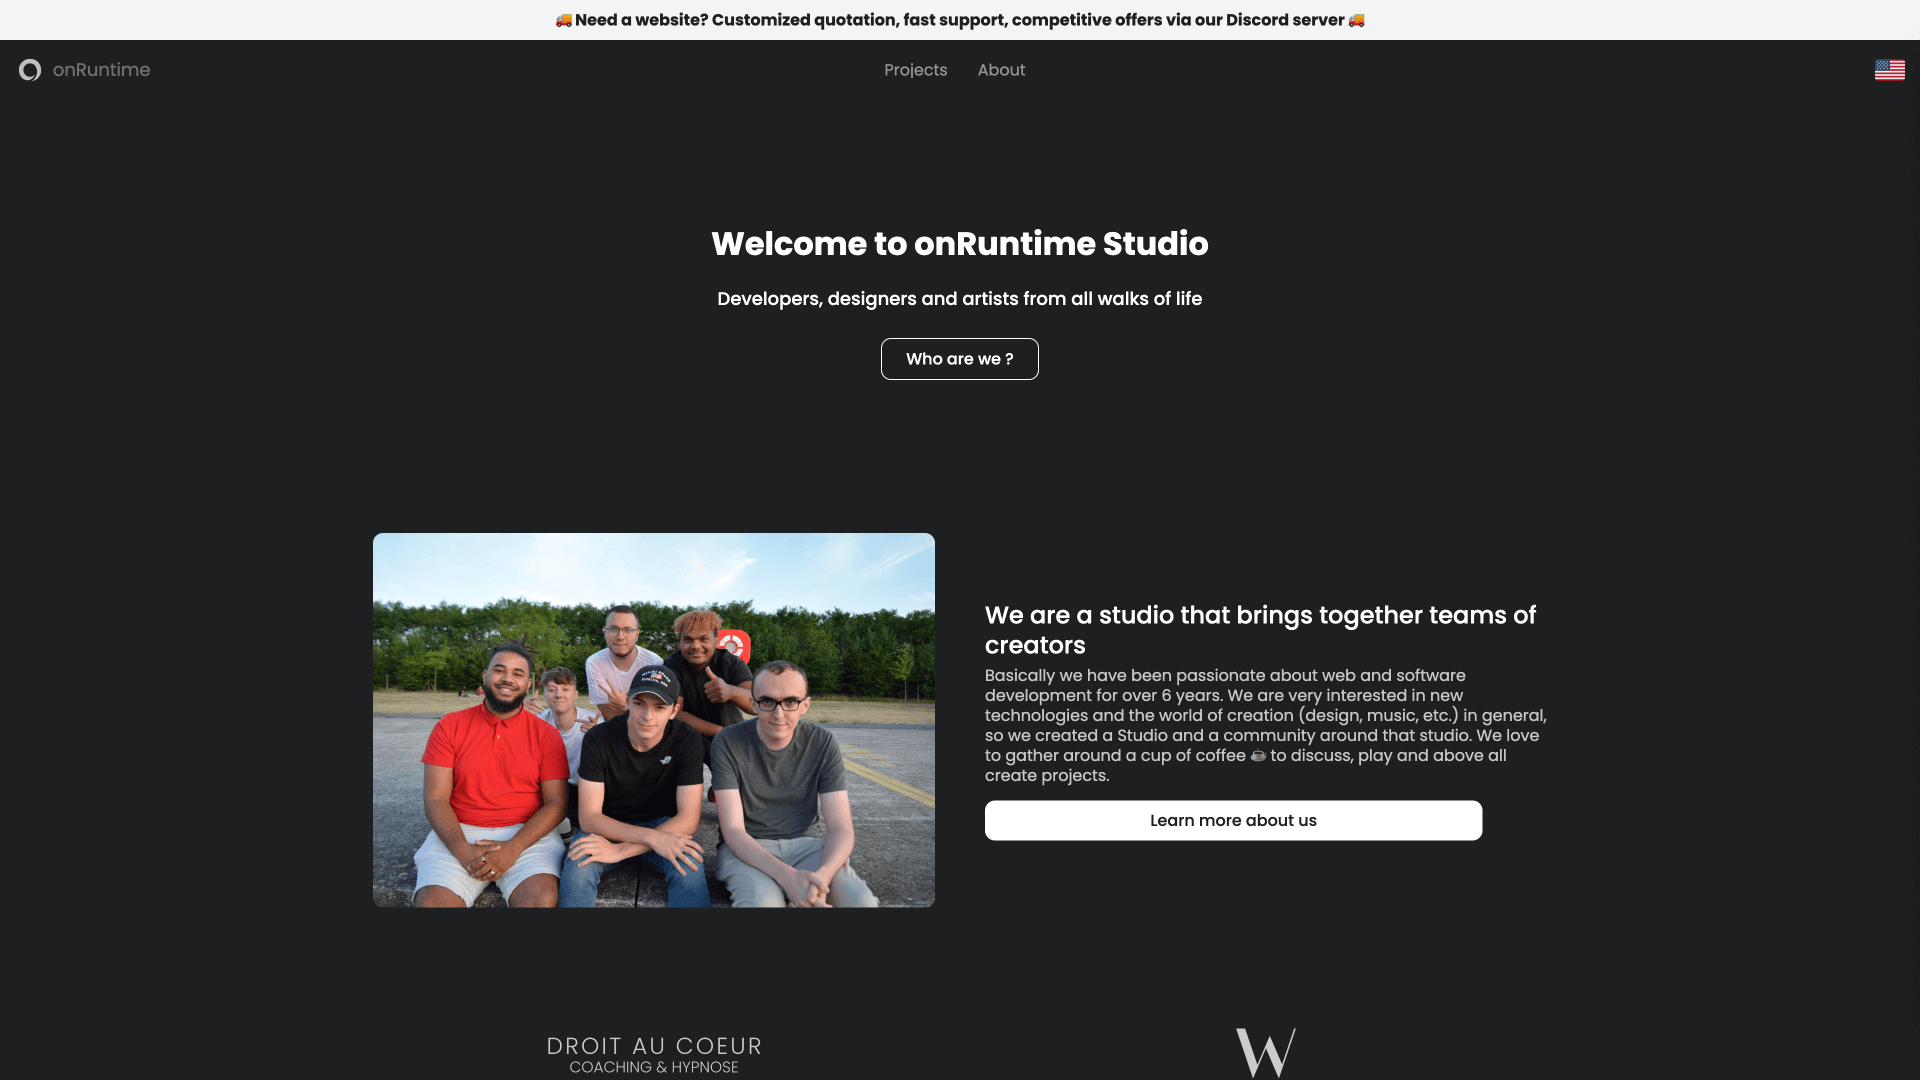 🚚 Need a website? Customized quotation, fast support, competitive offers via our Discord server 🚚
onRuntime
Projects
About
Welcome to onRuntime Studio
Developers, designers and artists from all walks of life
Who are we ?
We are a studio that brings together teams of
creators
Basically we have been passionate about web and software
development for over 6 years. We are very interested in new
technologies and the world of creation (design, music, etc.) in general,
so we created a Studio and a community around that studio. We love
to gather around a cup of coffee ☕ to discuss, play and above all
create projects.
Learn more about us
DROIT AU COEUR
COACHING & HYPNOSE
W